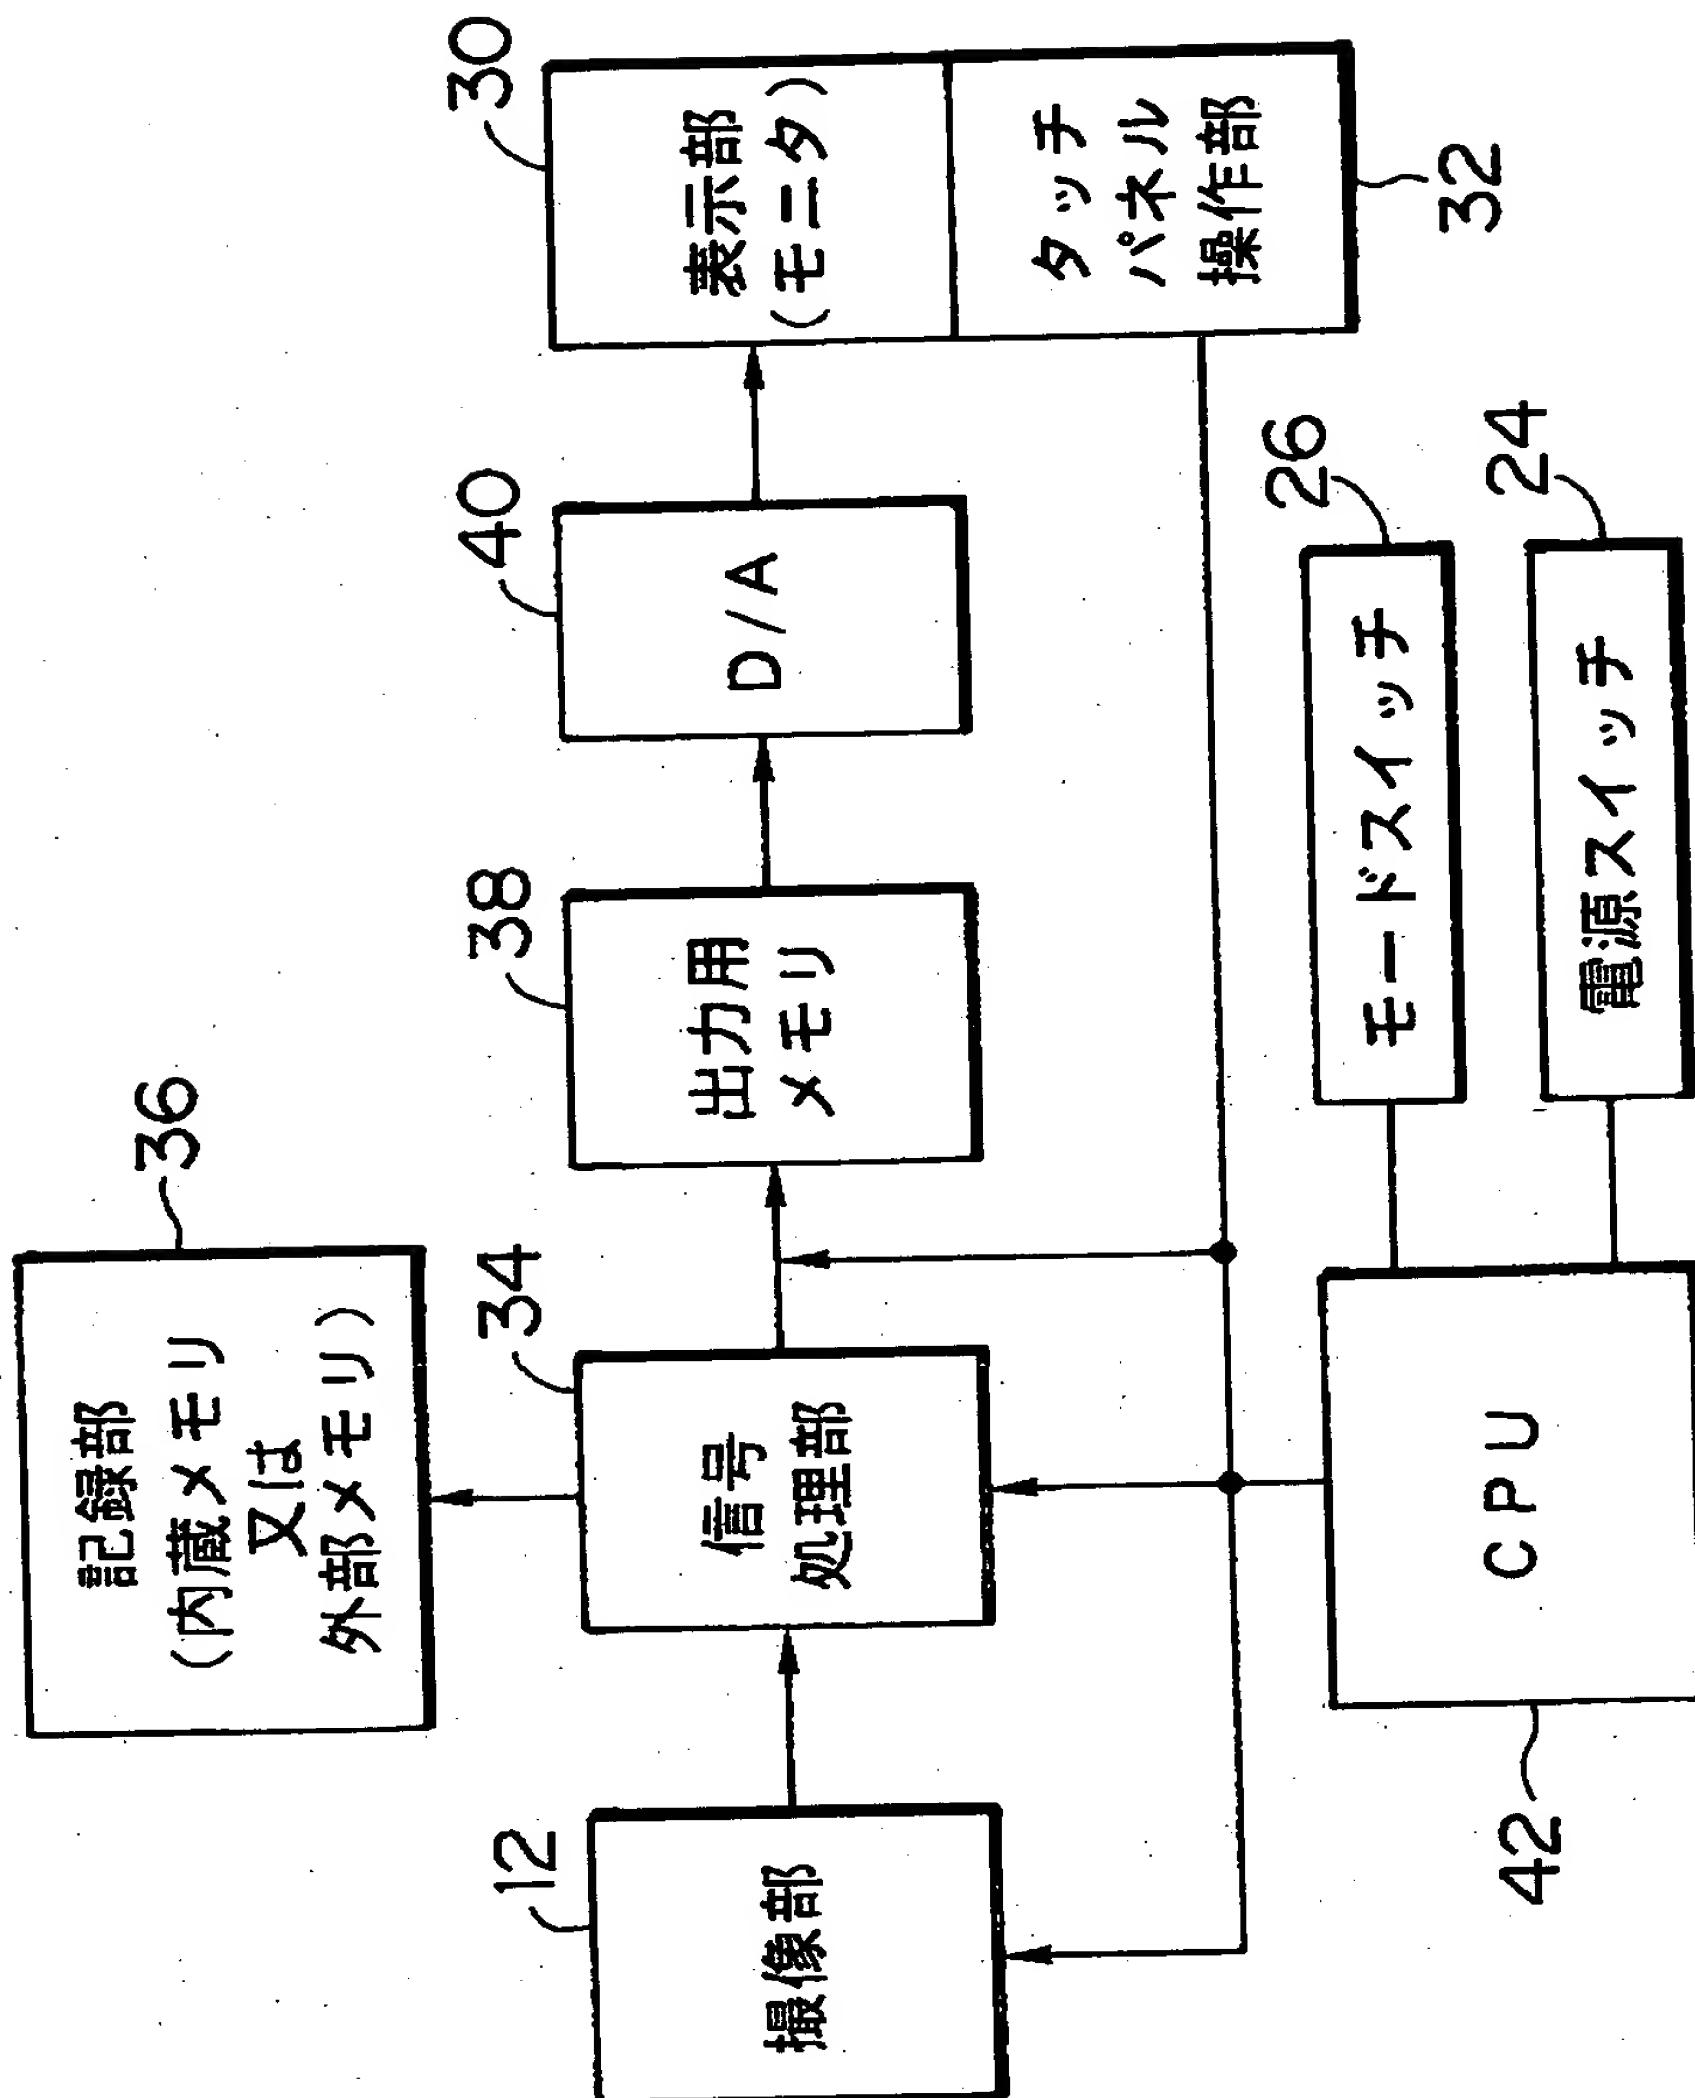 36
記録部
(内蔵メモリ
又は
外部メモリ)
12
撮像部
34
信号
処理部
38
出力用
メモリ
40
D/A
30
表示部
(モニタ)
タッチ
パネル
操作部
32
42
CPU
26
モードスイッチ
24
電源スイッチ